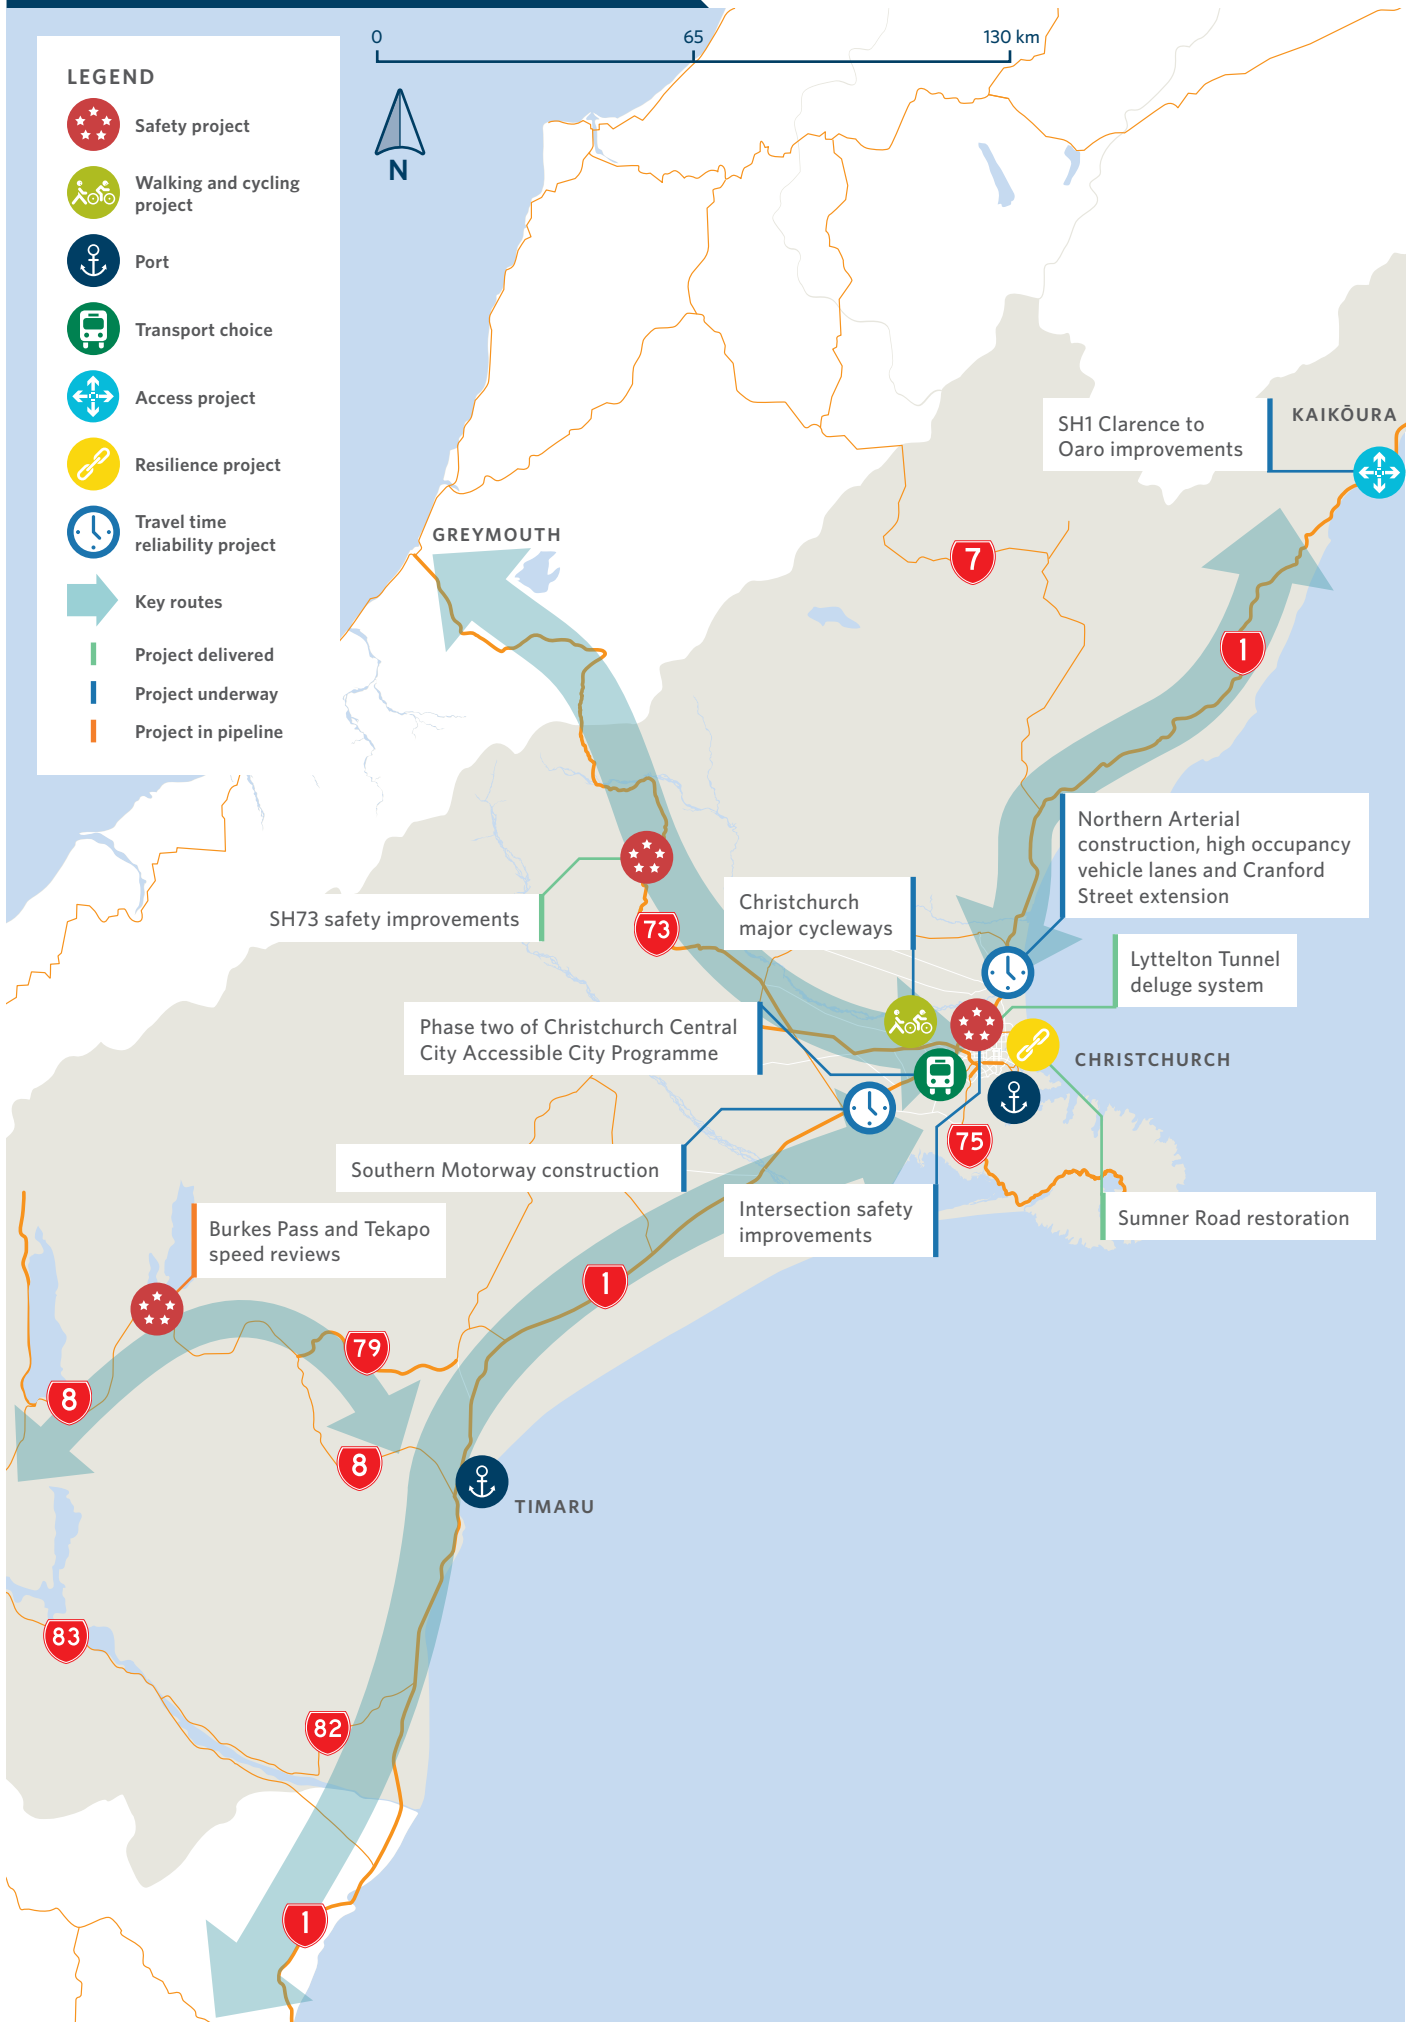 0 65 130 km
N
LEGEND
Safety project
Walking and cycling
project
Port
Transport choice
Access project
Resilience project
Travel time
reliability project
Key routes
Project delivered
Project underway
Project in pipeline
SH1 Clarence to
Oaro improvements
KAIKŌURA
GREYMOUTH
7
1
Northern Arterial
construction, high occupancy
vehicle lanes and Cranford
Street extension
SH73 safety improvements
73
Christchurch
major cycleways
Lyttelton Tunnel
deluge system
Phase two of Christchurch Central
City Accessible City Programme
CHRISTCHURCH
75
Southern Motorway construction
Intersection safety
improvements
Sumner Road restoration
Burkes Pass and Tekapo
speed reviews
1
79
8
8
TIMARU
83
82
1